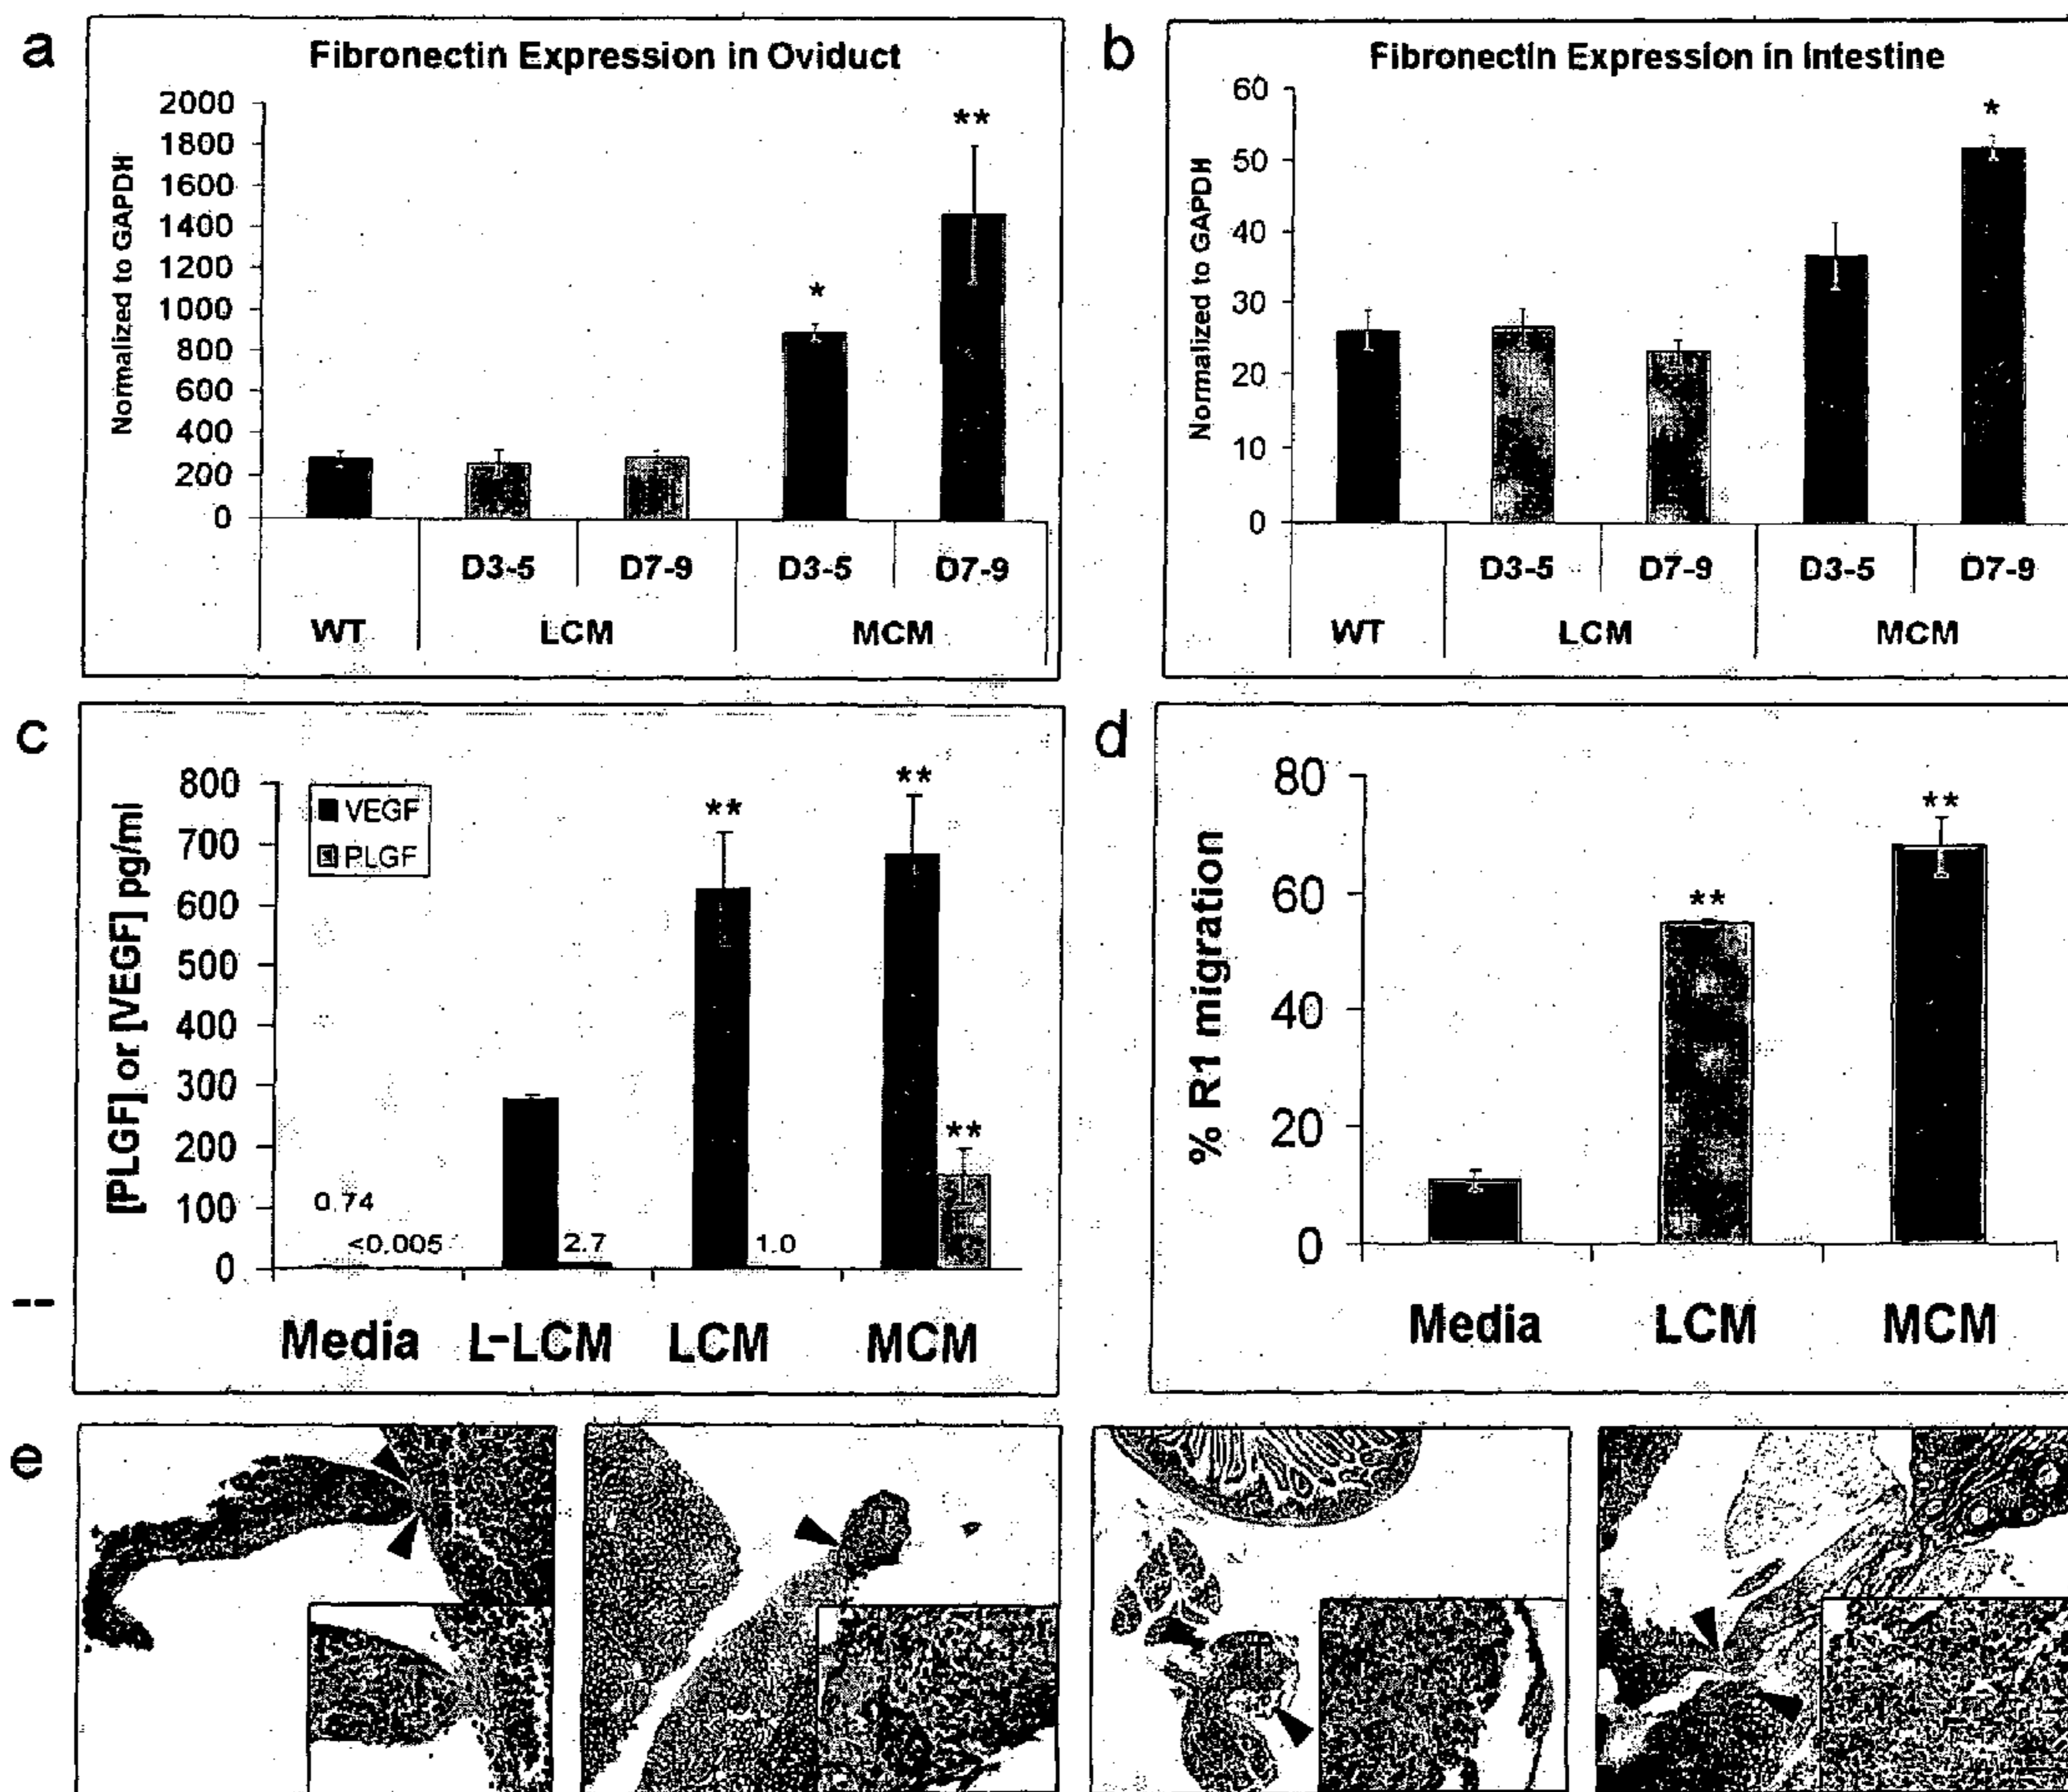 a
Fibronectin Expression in Oviduct
Normalized to GAPDH
2000
1800
1600
1400
1200
1000
800
600
400
200
0
*
**
D3-5 D7-9 D3-5 D7-9
WT LCM MCM
b
Fibronectin Expression in Intestine
Normalized to GAPDH
60
50
40
30
20
10
0
*
D3-5 D7-9 D3-5 D7-9
WT LCM MCM
c
[PLGF] or [VEGF] pg/ml
800
700
600
500
400
300
200
100
0
VEGF
PLGF
0.74
<0.005
2.7
**
1.0
**
**
Media L-LCM LCM MCM
d
% R1 migration
80
60
40
20
0
**
**
Media LCM MCM
--
e